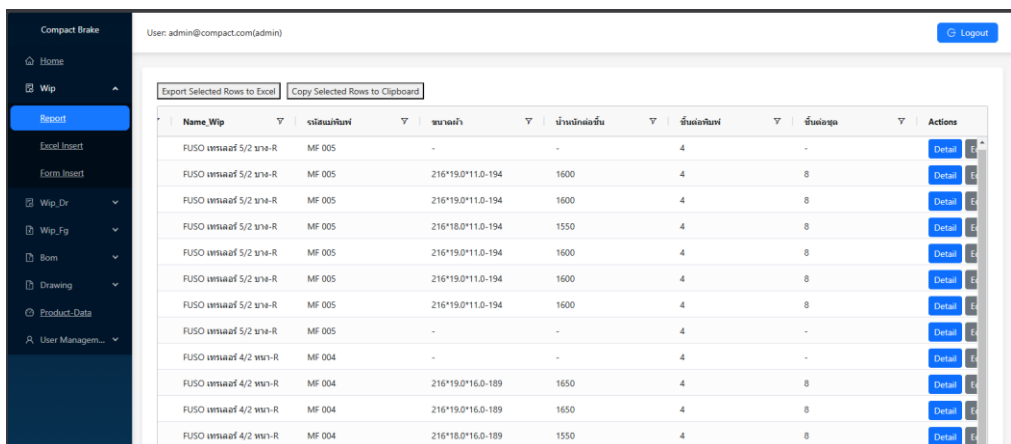 Compact Brake
User: admin@compact.com(admin)
Logout
Home
Wip
Report
Excel Insert
Form Insert
Wip_Dr
Wip_Fg
Bom
Drawing
Product-Data
User Managem...
Export Selected Rows to Excel Copy Selected Rows to Clipboard
Name_Wip รหัสแม่พิมพ์ ขนาดผ้า น้ำหนักต่อชิ้น ชิ้นต่อพิมพ์ ชิ้นต่อชุด Actions
FUSO เทรลเลอร์ 5/2 บาง-R MF 005 - - 4 - Detail
FUSO เทรลเลอร์ 5/2 บาง-R MF 005 216*19.0*11.0-194 1600 4 8 Detail
FUSO เทรลเลอร์ 5/2 บาง-R MF 005 216*19.0*11.0-194 1600 4 8 Detail
FUSO เทรลเลอร์ 5/2 บาง-R MF 005 216*18.0*11.0-194 1550 4 8 Detail
FUSO เทรลเลอร์ 5/2 บาง-R MF 005 216*19.0*11.0-194 1600 4 8 Detail
FUSO เทรลเลอร์ 5/2 บาง-R MF 005 216*19.0*11.0-194 1600 4 8 Detail
FUSO เทรลเลอร์ 5/2 บาง-R MF 005 216*19.0*11.0-194 1600 4 8 Detail
FUSO เทรลเลอร์ 5/2 บาง-R MF 005 - - 4 - Detail
FUSO เทรลเลอร์ 4/2 หนา-R MF 004 - - 4 - Detail
FUSO เทรลเลอร์ 4/2 หนา-R MF 004 216*19.0*16.0-189 1650 4 8 Detail
FUSO เทรลเลอร์ 4/2 หนา-R MF 004 216*19.0*16.0-189 1650 4 8 Detail
FUSO เทรลเลอร์ 4/2 หนา-R MF 004 216*18.0*16.0-189 1550 4 8 Detail